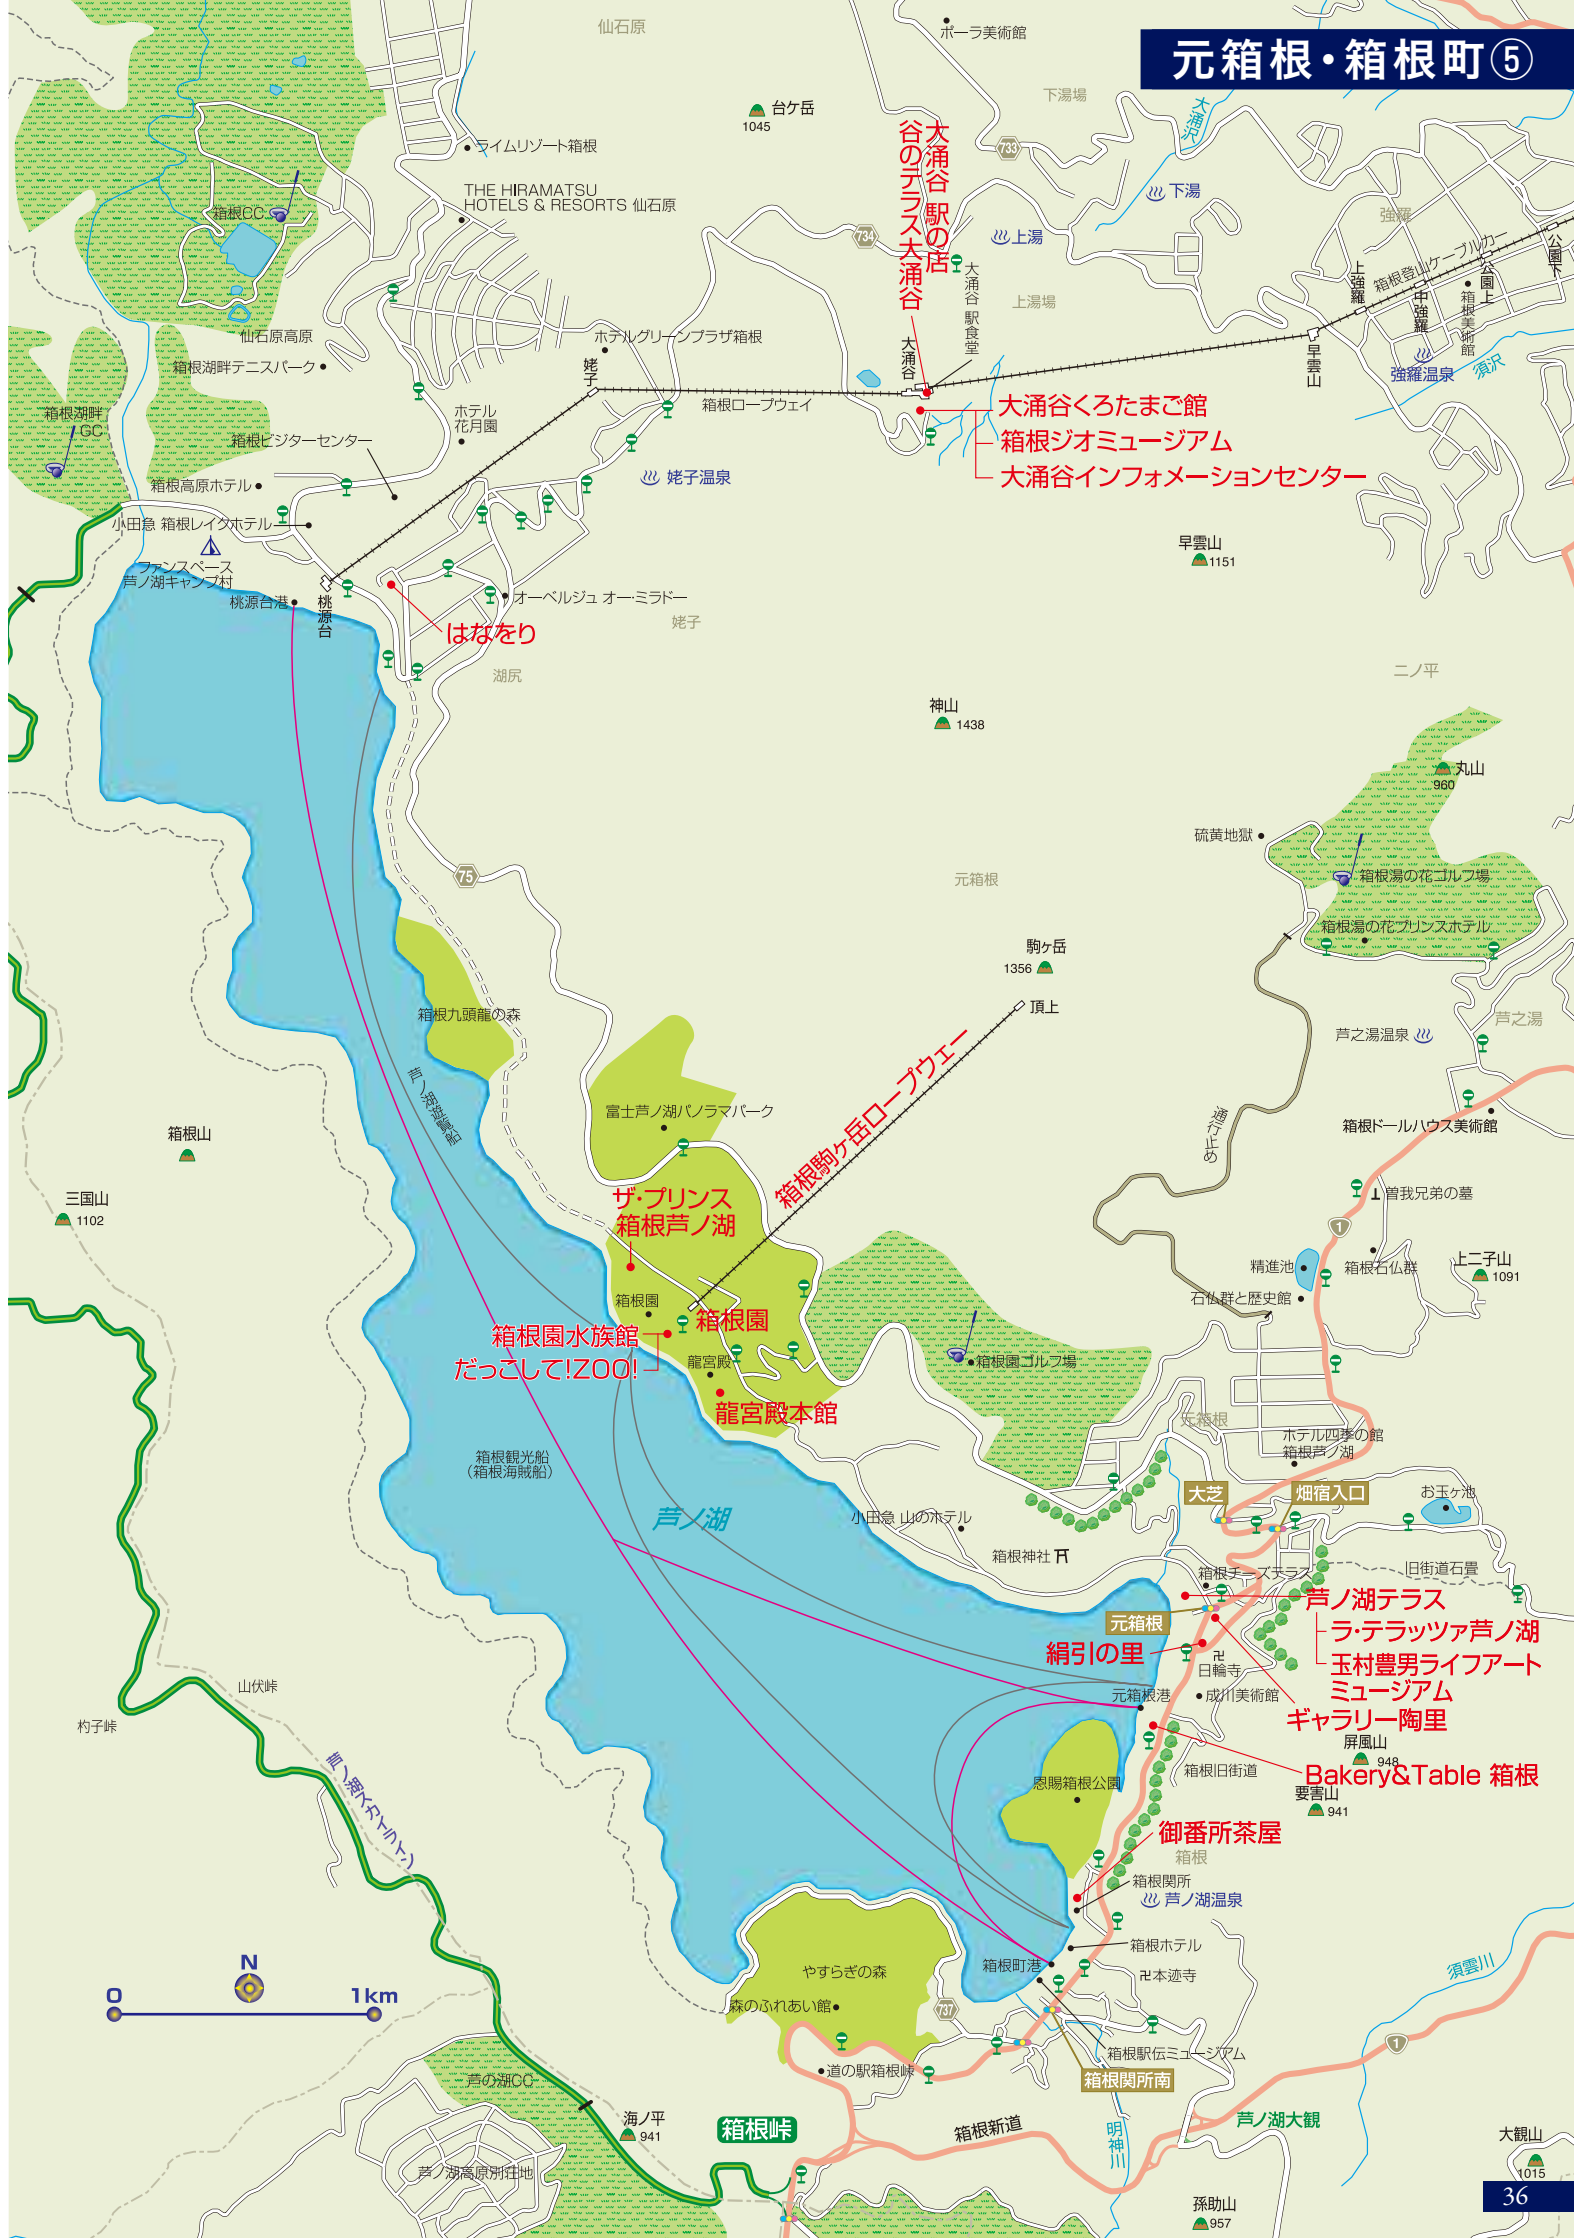 元箱根・箱根町⑤
仙石原
ポーラ美術館
台ケ岳
1045
下湯場
大涌沢
733
ライムリゾート箱根
THE HIRAMATSU
HOTELS & RESORTS 仙石原
大涌谷 駅の店
谷のテラス大涌谷
下湯
強羅
箱根CC
734
上湯
箱根登山ケーブルカー
公園下
公園上
上強羅
中強羅
箱根美術館
大涌谷 駅食堂
上湯場
仙石原高原
ホテルグリーンプラザ箱根
箱根湖畔テニスパーク
姥子
大涌谷
早雲山
強羅温泉
須沢
箱根湖畔
GC
ホテル
花月園
箱根ロープウェイ
大涌谷くろたまご館
箱根ジオミュージアム
大涌谷インフォメーションセンター
箱根ビジターセンター
姥子温泉
箱根高原ホテル
小田急 箱根レイクホテル
ファンスペース
芦ノ湖キャンプ村
早雲山
1151
桃源台港
桃源台
オーベルジュ オー・ミラドー
はなをり
姥子
湖尻
二ノ平
神山
1438
丸山
960
硫黄地獄
75
元箱根
箱根湯の花ゴルフ場
箱根湯の花プリンスホテル
駒ヶ岳
1356
頂上
箱根九頭龍の森
芦之湯
芦之湯温泉
芦ノ湖遊覧船
箱根駒ヶ岳ロープウェー
富士芦ノ湖パノラマパーク
通行止め
箱根ドールハウス美術館
箱根山
三国山
1102
ザ・プリンス
箱根芦ノ湖
曽我兄弟の墓
1
精進池
箱根石仏群
上二子山
1091
石仏群と歴史館
箱根園
箱根園
箱根園水族館
だっこして!ZOO!
龍宮殿
箱根園ゴルフ場
龍宮殿本館
元箱根
ホテル四季の館
箱根芦ノ湖
箱根観光船
（箱根海賊船）
芦ノ湖
大芝
畑宿入口
お玉ヶ池
小田急 山のホテル
箱根神社
箱根チーズテラス
旧街道石畳
芦ノ湖テラス
ラ・テラッツァ芦ノ湖
玉村豊男ライフアート
ミュージアム
元箱根
絹引の里
日輪寺
元箱根港
成川美術館
ギャラリー陶里
山伏峠
杓子峠
屏風山
948
芦ノ湖スカイライン
箱根旧街道
Bakery&Table 箱根
恩賜箱根公園
要害山
941
御番所茶屋
箱根
箱根関所
芦ノ湖温泉
箱根ホテル
箱根町港
本迹寺
やすらぎの森
森のふれあい館
737
須雲川
N
0
1km
1
箱根駅伝ミュージアム
道の駅箱根峠
箱根関所南
芦の湖CC
海ノ平
941
箱根峠
箱根新道
明神川
芦ノ湖大観
大観山
1015
芦ノ湖高原別荘地
孫助山
957
36